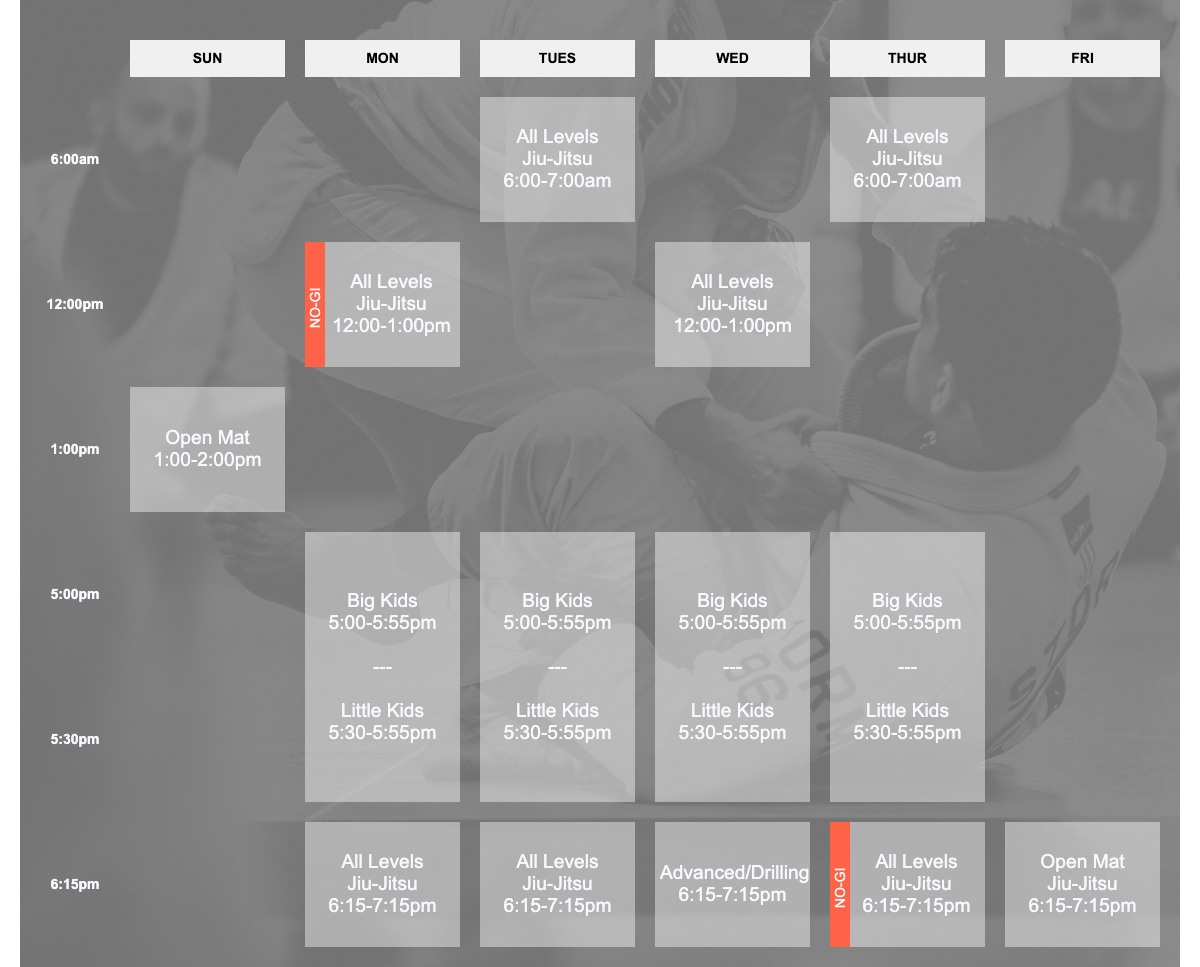 SUN
MON
TUES
WED
THUR
FRI
6:00am
All Levels
Jiu-Jitsu
6:00-7:00am
All Levels
Jiu-Jitsu
6:00-7:00am
12:00pm
NO-GI
All Levels
Jiu-Jitsu
12:00-1:00pm
All Levels
Jiu-Jitsu
12:00-1:00pm
1:00pm
Open Mat
1:00-2:00pm
5:00pm
5:30pm
Big Kids
5:00-5:55pm
---
Little Kids
5:30-5:55pm
Big Kids
5:00-5:55pm
---
Little Kids
5:30-5:55pm
Big Kids
5:00-5:55pm
---
Little Kids
5:30-5:55pm
Big Kids
5:00-5:55pm
---
Little Kids
5:30-5:55pm
6:15pm
All Levels
Jiu-Jitsu
6:15-7:15pm
All Levels
Jiu-Jitsu
6:15-7:15pm
Advanced/Drilling
6:15-7:15pm
NO-GI
All Levels
Jiu-Jitsu
6:15-7:15pm
Open Mat
Jiu-Jitsu
6:15-7:15pm